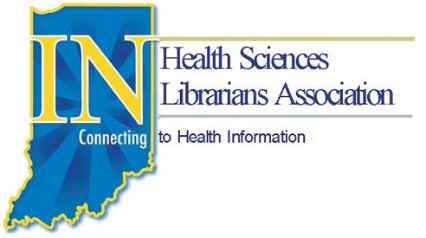 IN Health Sciences
Librarians Association
Connecting to Health Information